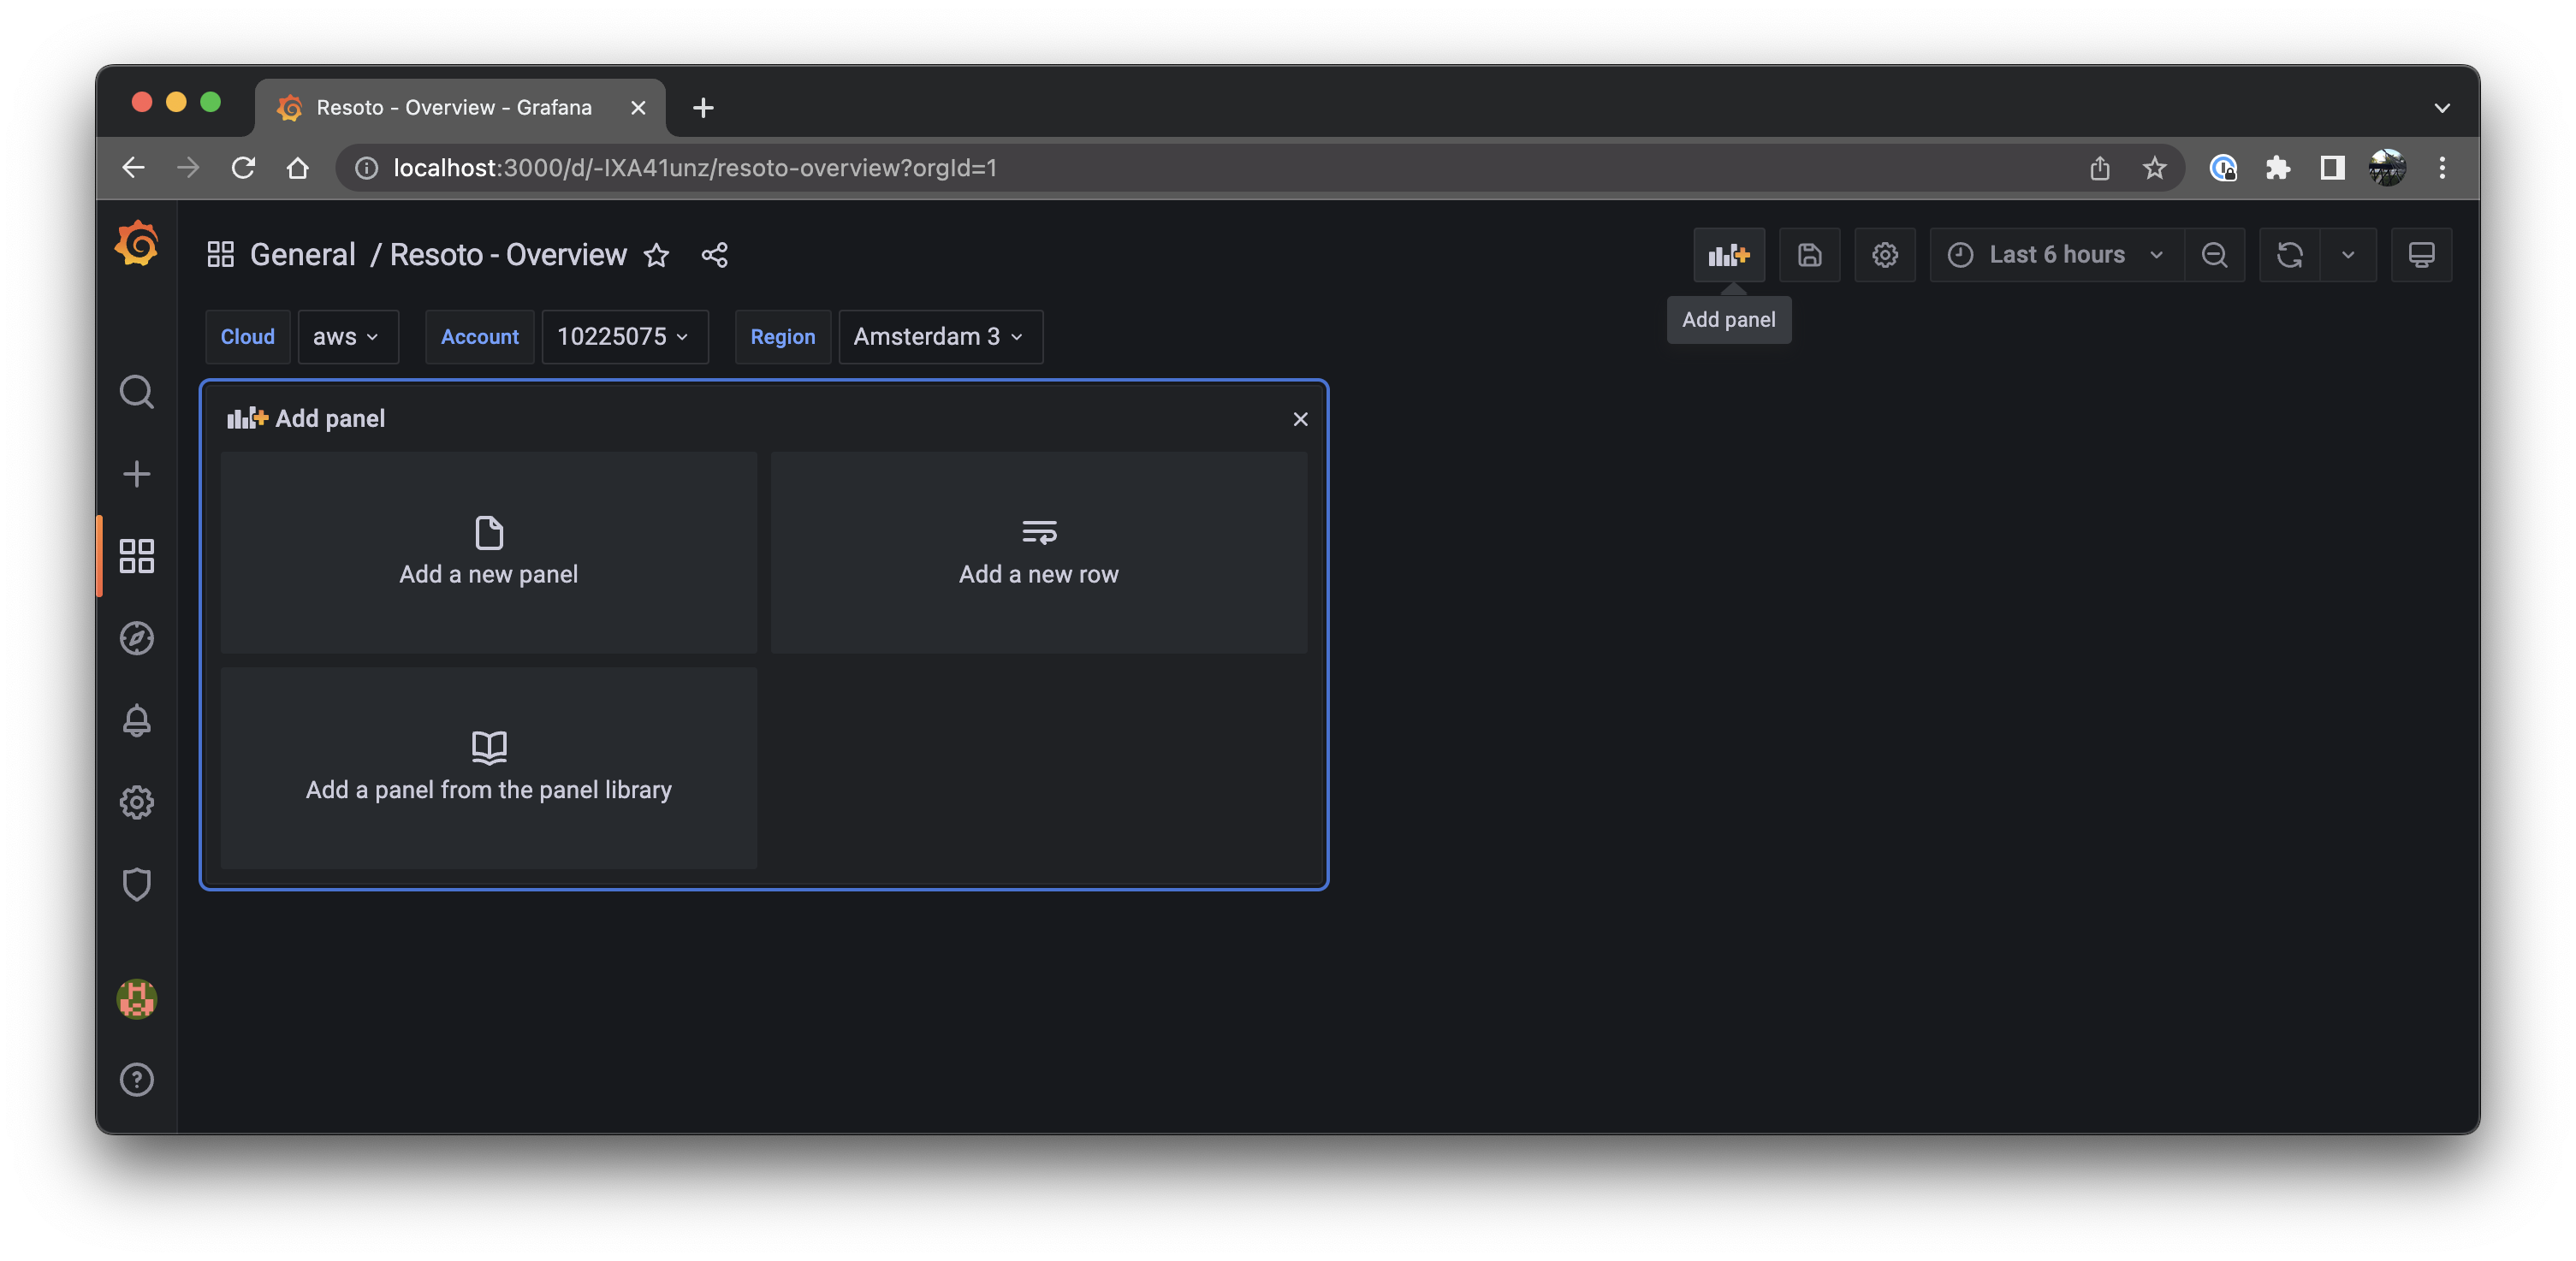 Resoto - Overview - Grafana
localhost:3000/d/-IXA41unz/resoto-overview?orgId=1
General / Resoto - Overview
Last 6 hours
Add panel
Cloud aws Account 10225075 Region Amsterdam 3
Add panel
Add a new panel
Add a new row
Add a panel from the panel library